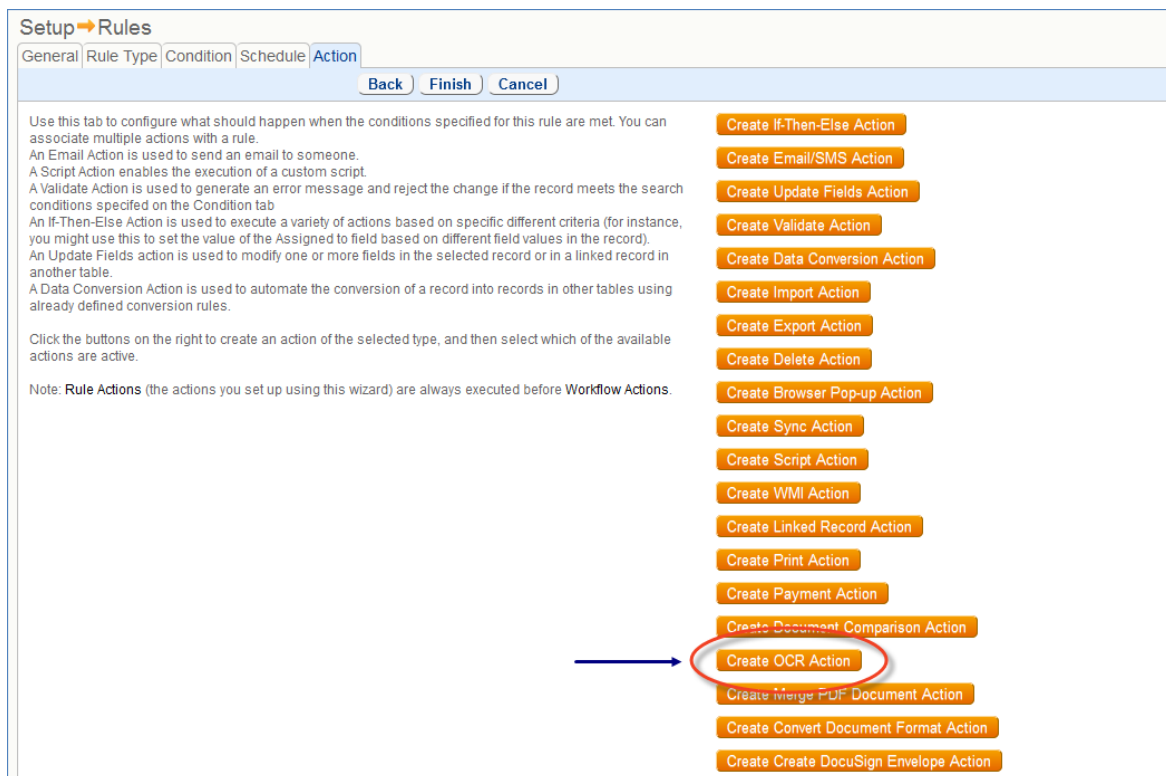 Setup Rules
General Rule Type Condition Schedule Action
Back Finish Cancel
Use this tab to configure what should happen when the conditions specified for this rule are met. You can
associate multiple actions with a rule.
An Email Action is used to send an email to someone.
A Script Action enables the execution of a custom script.
A Validate Action is used to generate an error message and reject the change if the record meets the search
conditions specifed on the Condition tab
An If-Then-Else Action is used to execute a variety of actions based on specific different criteria (for instance,
you might use this to set the value of the Assigned to field based on different field values in the record).
An Update Fields action is used to modify one or more fields in the selected record or in a linked record in
another table.
A Data Conversion Action is used to automate the conversion of a record into records in other tables using
already defined conversion rules.
Click the buttons on the right to create an action of the selected type, and then select which of the available
actions are active.
Note: Rule Actions (the actions you set up using this wizard) are always executed before Workflow Actions.
Create If-Then-Else Action
Create Email/SMS Action
Create Update Fields Action
Create Validate Action
Create Data Conversion Action
Create Import Action
Create Export Action
Create Delete Action
Create Browser Pop-up Action
Create Sync Action
Create Script Action
Create WMI Action
Create Linked Record Action
Create Print Action
Create Payment Action
Create Document Comparison Action
Create OCR Action
Create Merge PDF Document Action
Create Convert Document Format Action
Create Create DocuSign Envelope Action